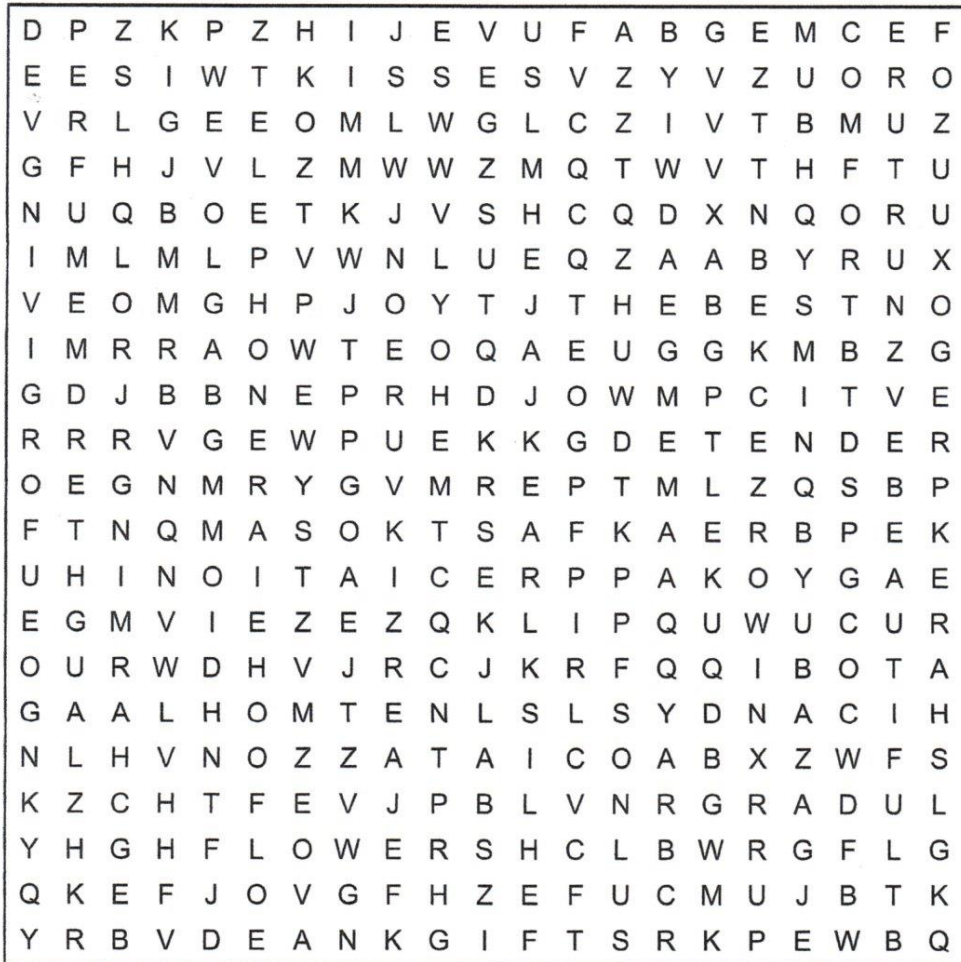 D P Z K P Z H I J E V U F A B G E M C E F
E E S I W T K I S S E S V Z Y V Z U O R O
V R L G E E O M L W G L C Z I V T B M U Z
G F H J V L Z M W W Z M Q T W V T H F T U
N U Q B O E T K J V S H C Q D X N Q O R U
I M L M L P V W N L U E Q Z A A B Y R U X
V E O M G H P J O Y T J T H E B E S T N O
I M R R A O W T E O Q A E U G G K M B Z G
G D J B B N E P R H D J O W M P C I T V E
R R R V G E W P U E K K G D E T E N D E R
O E G N M R Y G V M R E P T M L Z Q S B P
F T N Q M A S O K T S A F K A E R B P E K
U H I N O I T A I C E R P P A K O Y G A E
E G M V I E Z E Z Q K L I P Q U W U C U R
O U R W D H V J R C J K R F Q Q I B O T A
G A A L H O M T E N L S L S Y D N A C I H
N L H V N O Z Z A T A I C O A B X Z W F S
K Z C H T F E V J P B L V N R G R A D U L
Y H G H F L O W E R S H C L B W R G F L G
Q K E F J O V G F H Z E F U C M U J B T K
Y R B V D E A N K G I F T S R K P E W B Q